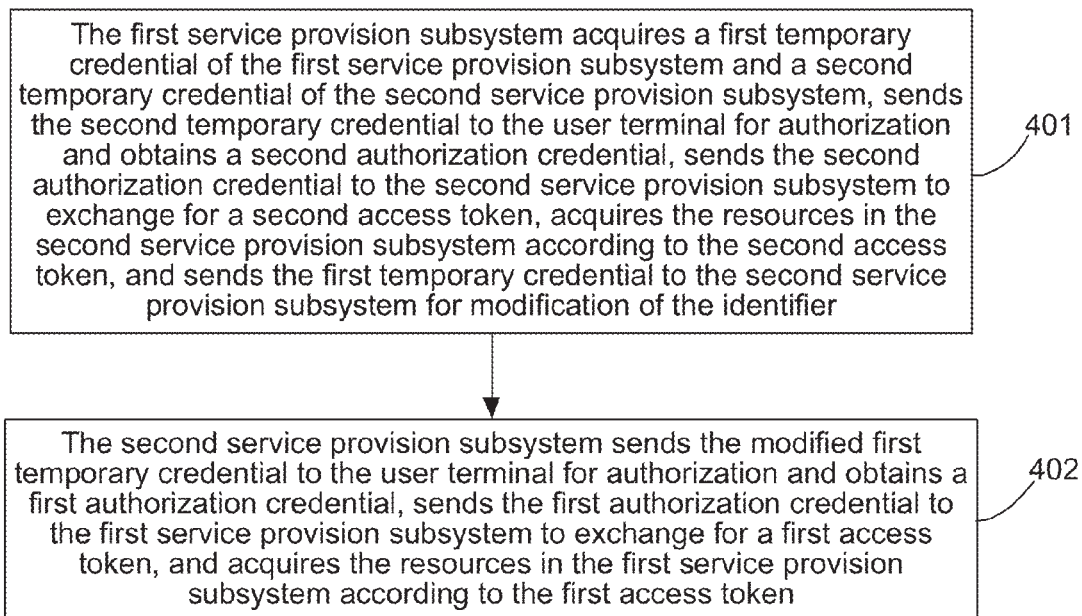 The first service provision subsystem acquires a first temporary
credential of the first service provision subsystem and a second
temporary credential of the second service provision subsystem, sends
the second temporary credential to the user terminal for authorization
and obtains a second authorization credential, sends the second
authorization credential to the second service provision subsystem to
exchange for a second access token, acquires the resources in the
second service provision subsystem according to the second access
token, and sends the first temporary credential to the second service
provision subsystem for modification of the identifier
401
The second service provision subsystem sends the modified first
temporary credential to the user terminal for authorization and obtains a
first authorization credential, sends the first authorization credential to
the first service provision subsystem to exchange for a first access
token, and acquires the resources in the first service provision
subsystem according to the first access token
402